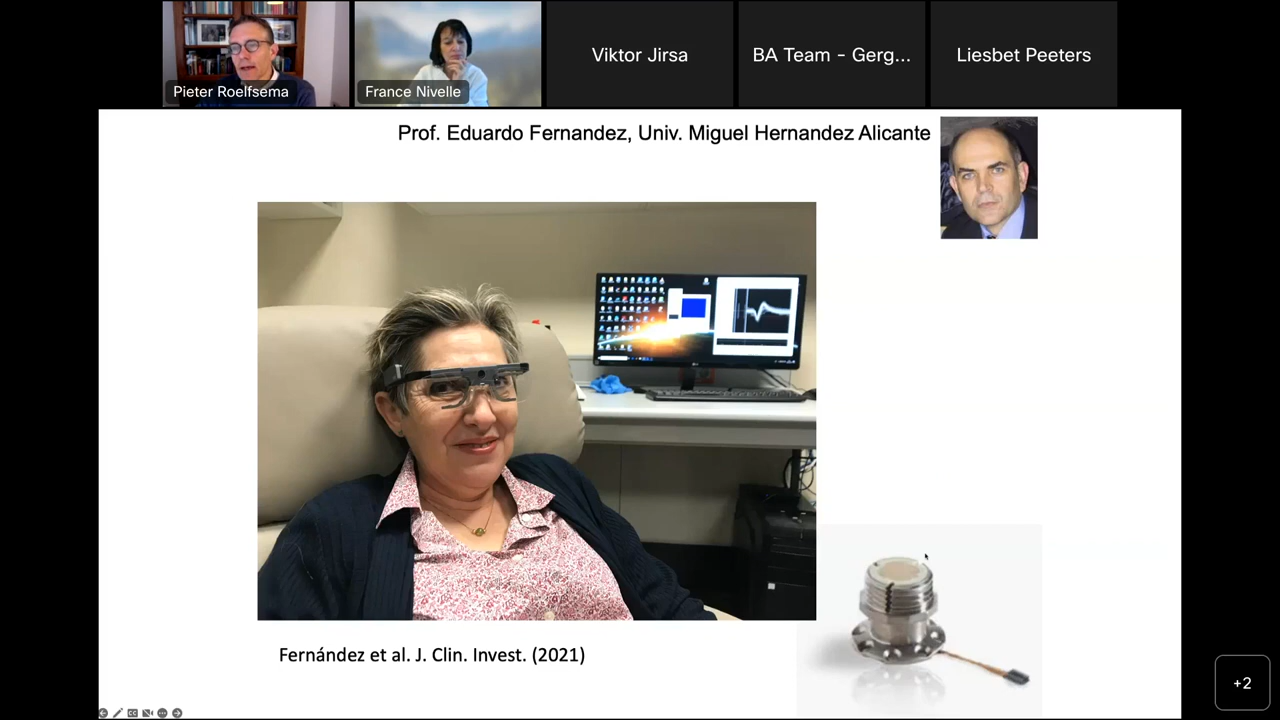 Pieter Roelfsema
France Nivelle
Viktor Jirsa
BA Team - Gerg...
Liesbet Peeters
Prof. Eduardo Fernandez, Univ. Miguel Hernandez Alicante
Fernández et al. J. Clin. Invest. (2021)
+2